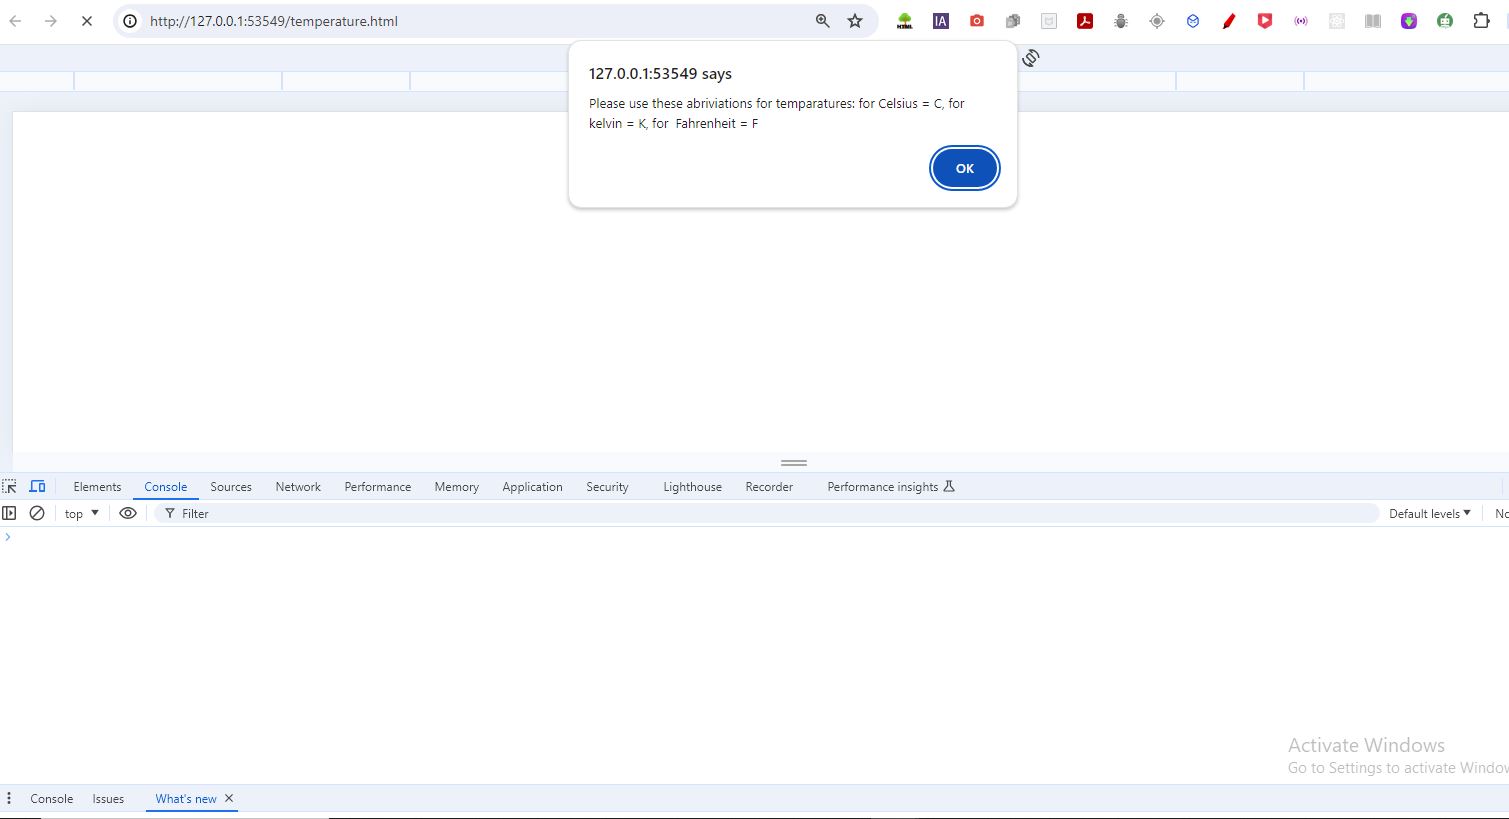 http://127.0.0.1:53549/temperature.html
HTML
IA
127.0.0.1:53549 says
Please use these abriviations for temparatures: for Celsius = C, for
kelvin = K, for  Fahrenheit = F
OK
Elements Console Sources Network Performance Memory Application Security Lighthouse Recorder Performance insights
top Filter Default levels
Activate Windows
Go to Settings to activate
Console Issues What's new